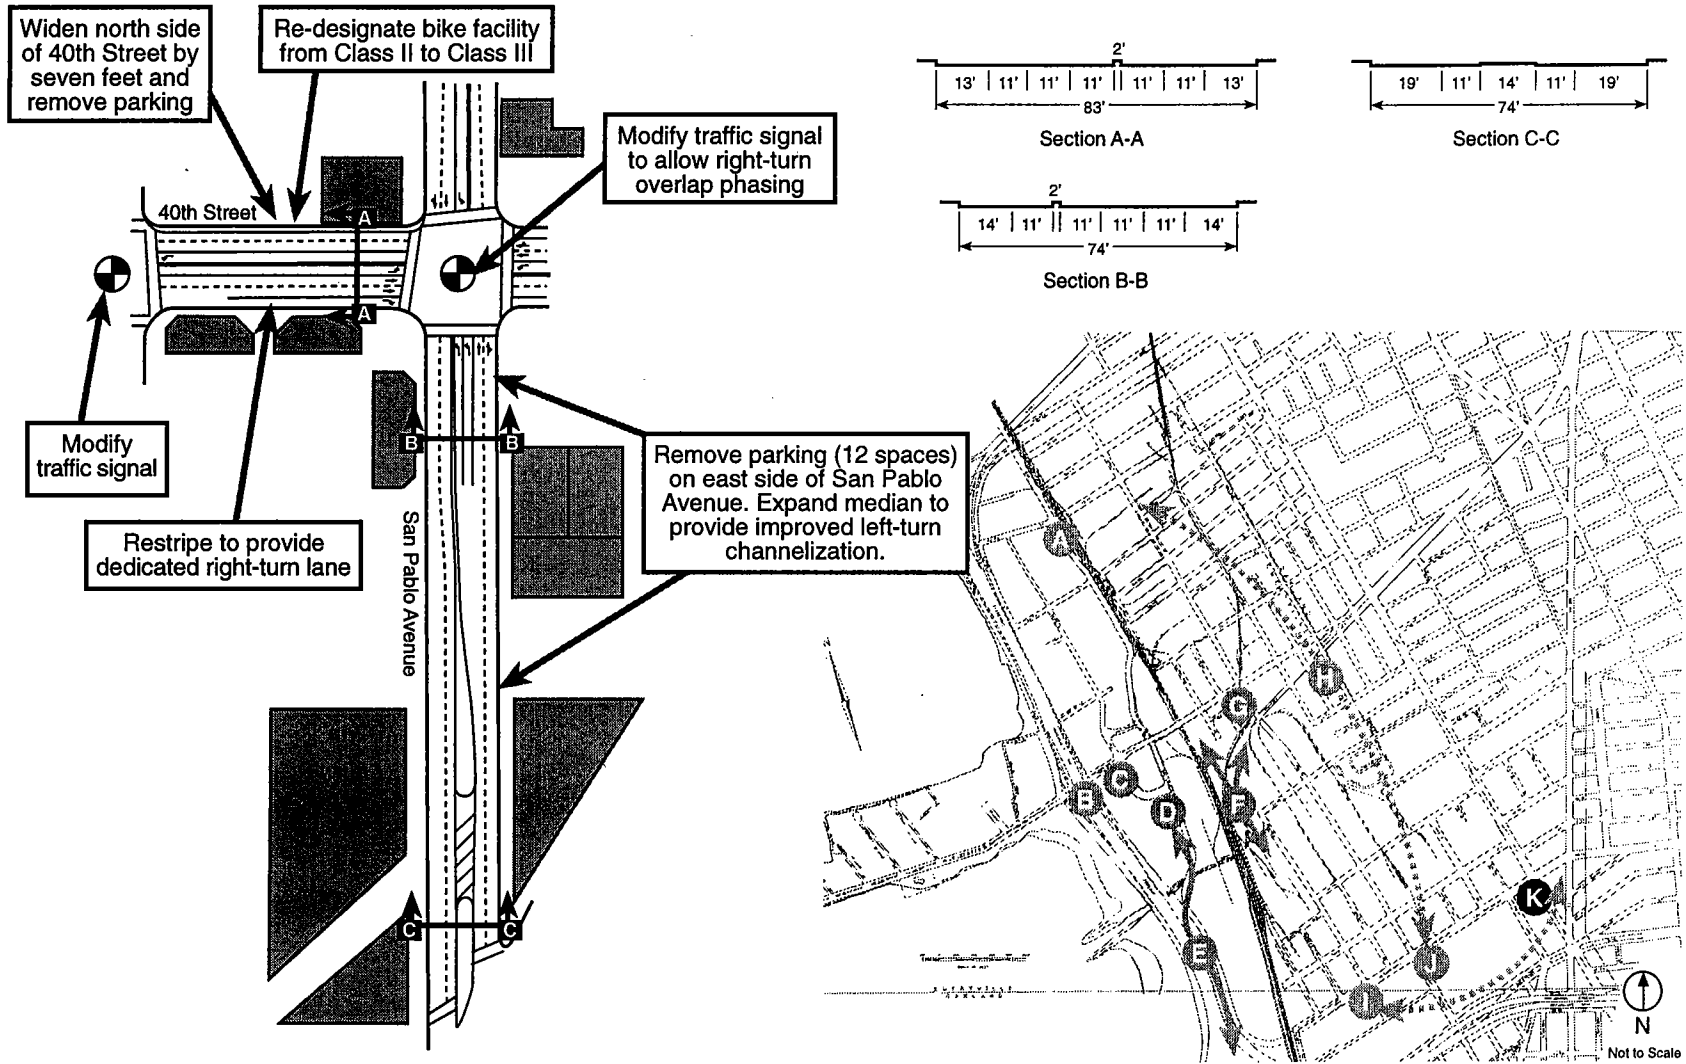 Widen north side
of 40th Street by
seven feet and
remove parking
Re-designate bike facility
from Class II to Class III
Modify traffic signal
to allow right-turn
overlap phasing
40th Street
A
A
Modify
traffic signal
Restripe to provide
dedicated right-turn lane
B
B
Remove parking (12 spaces)
on east side of San Pablo
Avenue. Expand median to
provide improved left-turn
channelization.
San Pablo Avenue
C
C
2'
13' 11' 11' 11' 11' 11' 13'
83'
Section A-A
19' 11' 14' 11' 19'
74'
Section C-C
2'
14' 11' 11' 11' 11' 14'
74'
Section B-B
A
H
G
C
B
D
F
K
E
J
I
EMERYVILLE
OAKLAND
N
Not to Scale